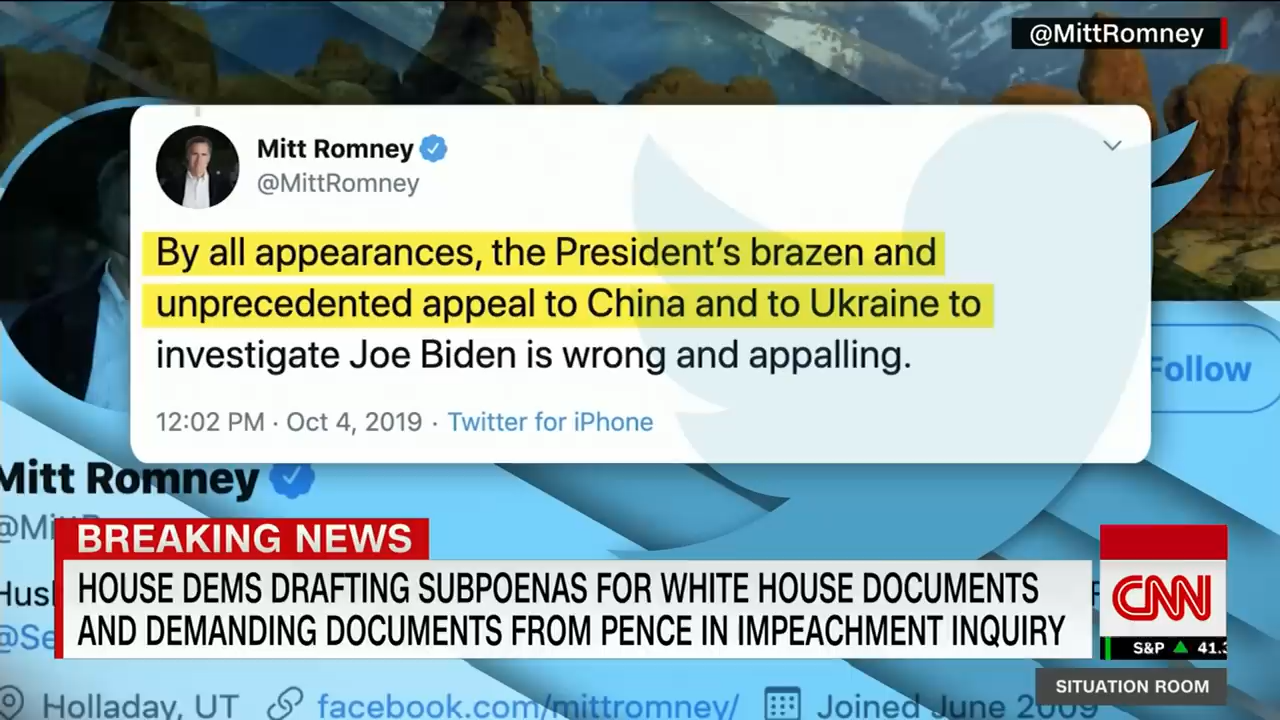 @MittRomney
Mitt Romney
@MittRomney
By all appearances, the President's brazen and
unprecedented appeal to China and to Ukraine to
investigate Joe Biden is wrong and appalling.
12:02 PM · Oct 4, 2019 · Twitter for iPhone
Follow
Mitt Romney
BREAKING NEWS
HOUSE DEMS DRAFTING SUBPOENAS FOR WHITE HOUSE DOCUMENTS
AND DEMANDING DOCUMENTS FROM PENCE IN IMPEACHMENT INQUIRY
CNN
S&P ▲ 41.
SITUATION ROOM
Holladay, UT facebook.com/mittromney/ Joined June 2009